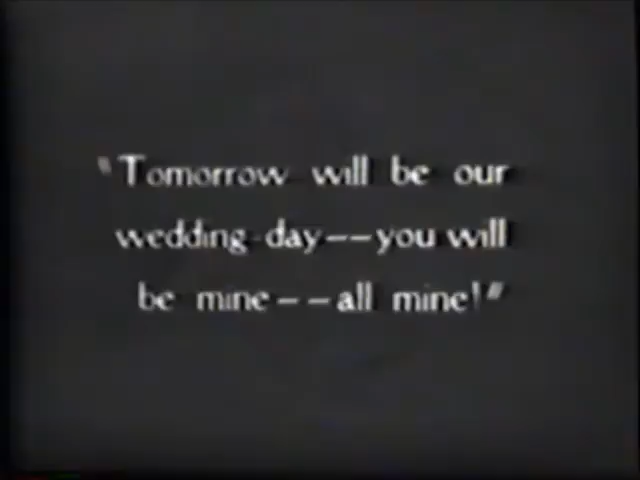 "Tomorrow will be our
wedding-day--you will
be mine--all mine!"